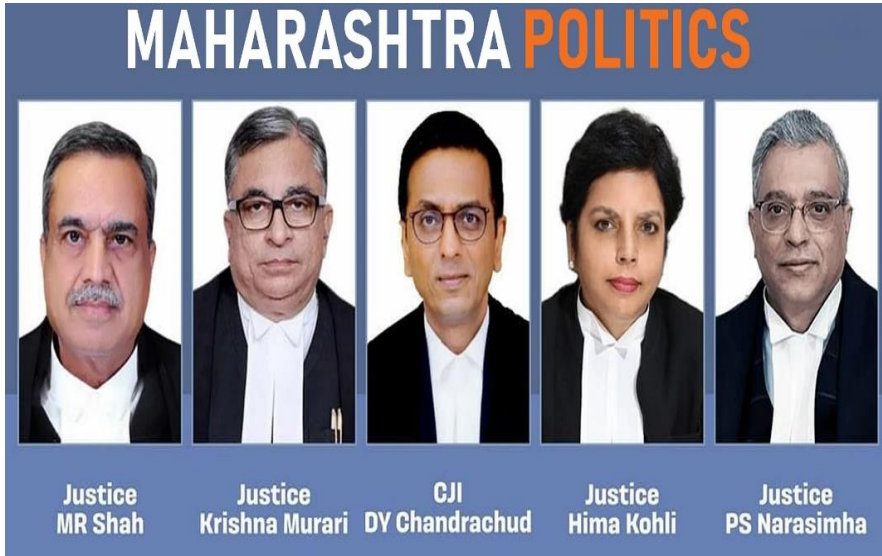 MAHARASHTRA POLITICS
Justice
MR Shah
Justice
Krishna Murari
CJI
DY Chandrachud
Justice
Hima Kohli
Justice
PS Narasimha